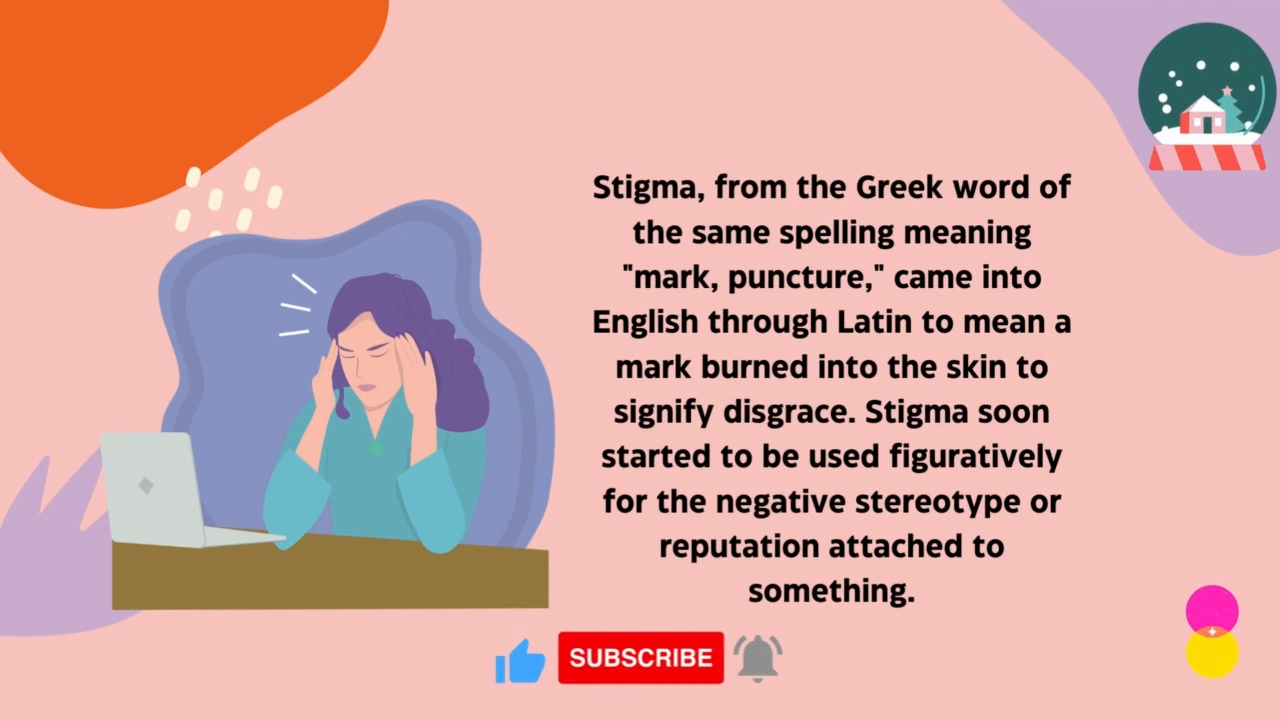 Stigma, from the Greek word of
the same spelling meaning
"mark, puncture," came into
English through Latin to mean a
mark burned into the skin to
signify disgrace. Stigma soon
started to be used figuratively
for the negative stereotype or
reputation attached to
something.
SUBSCRIBE